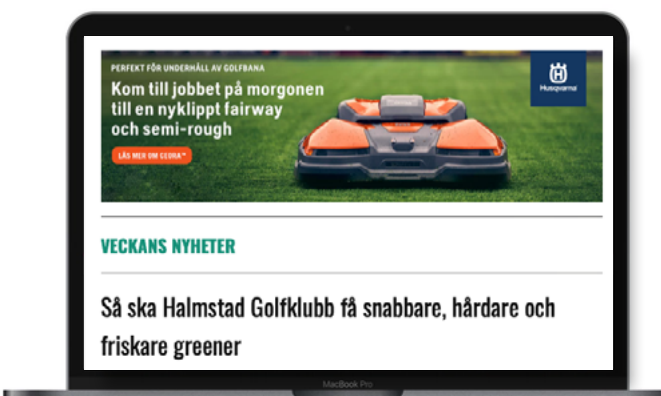 PERFEKT FÖR UNDERHÅLL AV GOLFBANA
Kom till jobbet på morgonen
till en nyklippt fairway
och semi-rough
LÄS MER OM CEORA™
Husqvarna
VECKANS NYHETER
Så ska Halmstad Golfklubb få snabbare, hårdare och
friskare greener
MacBook Pro